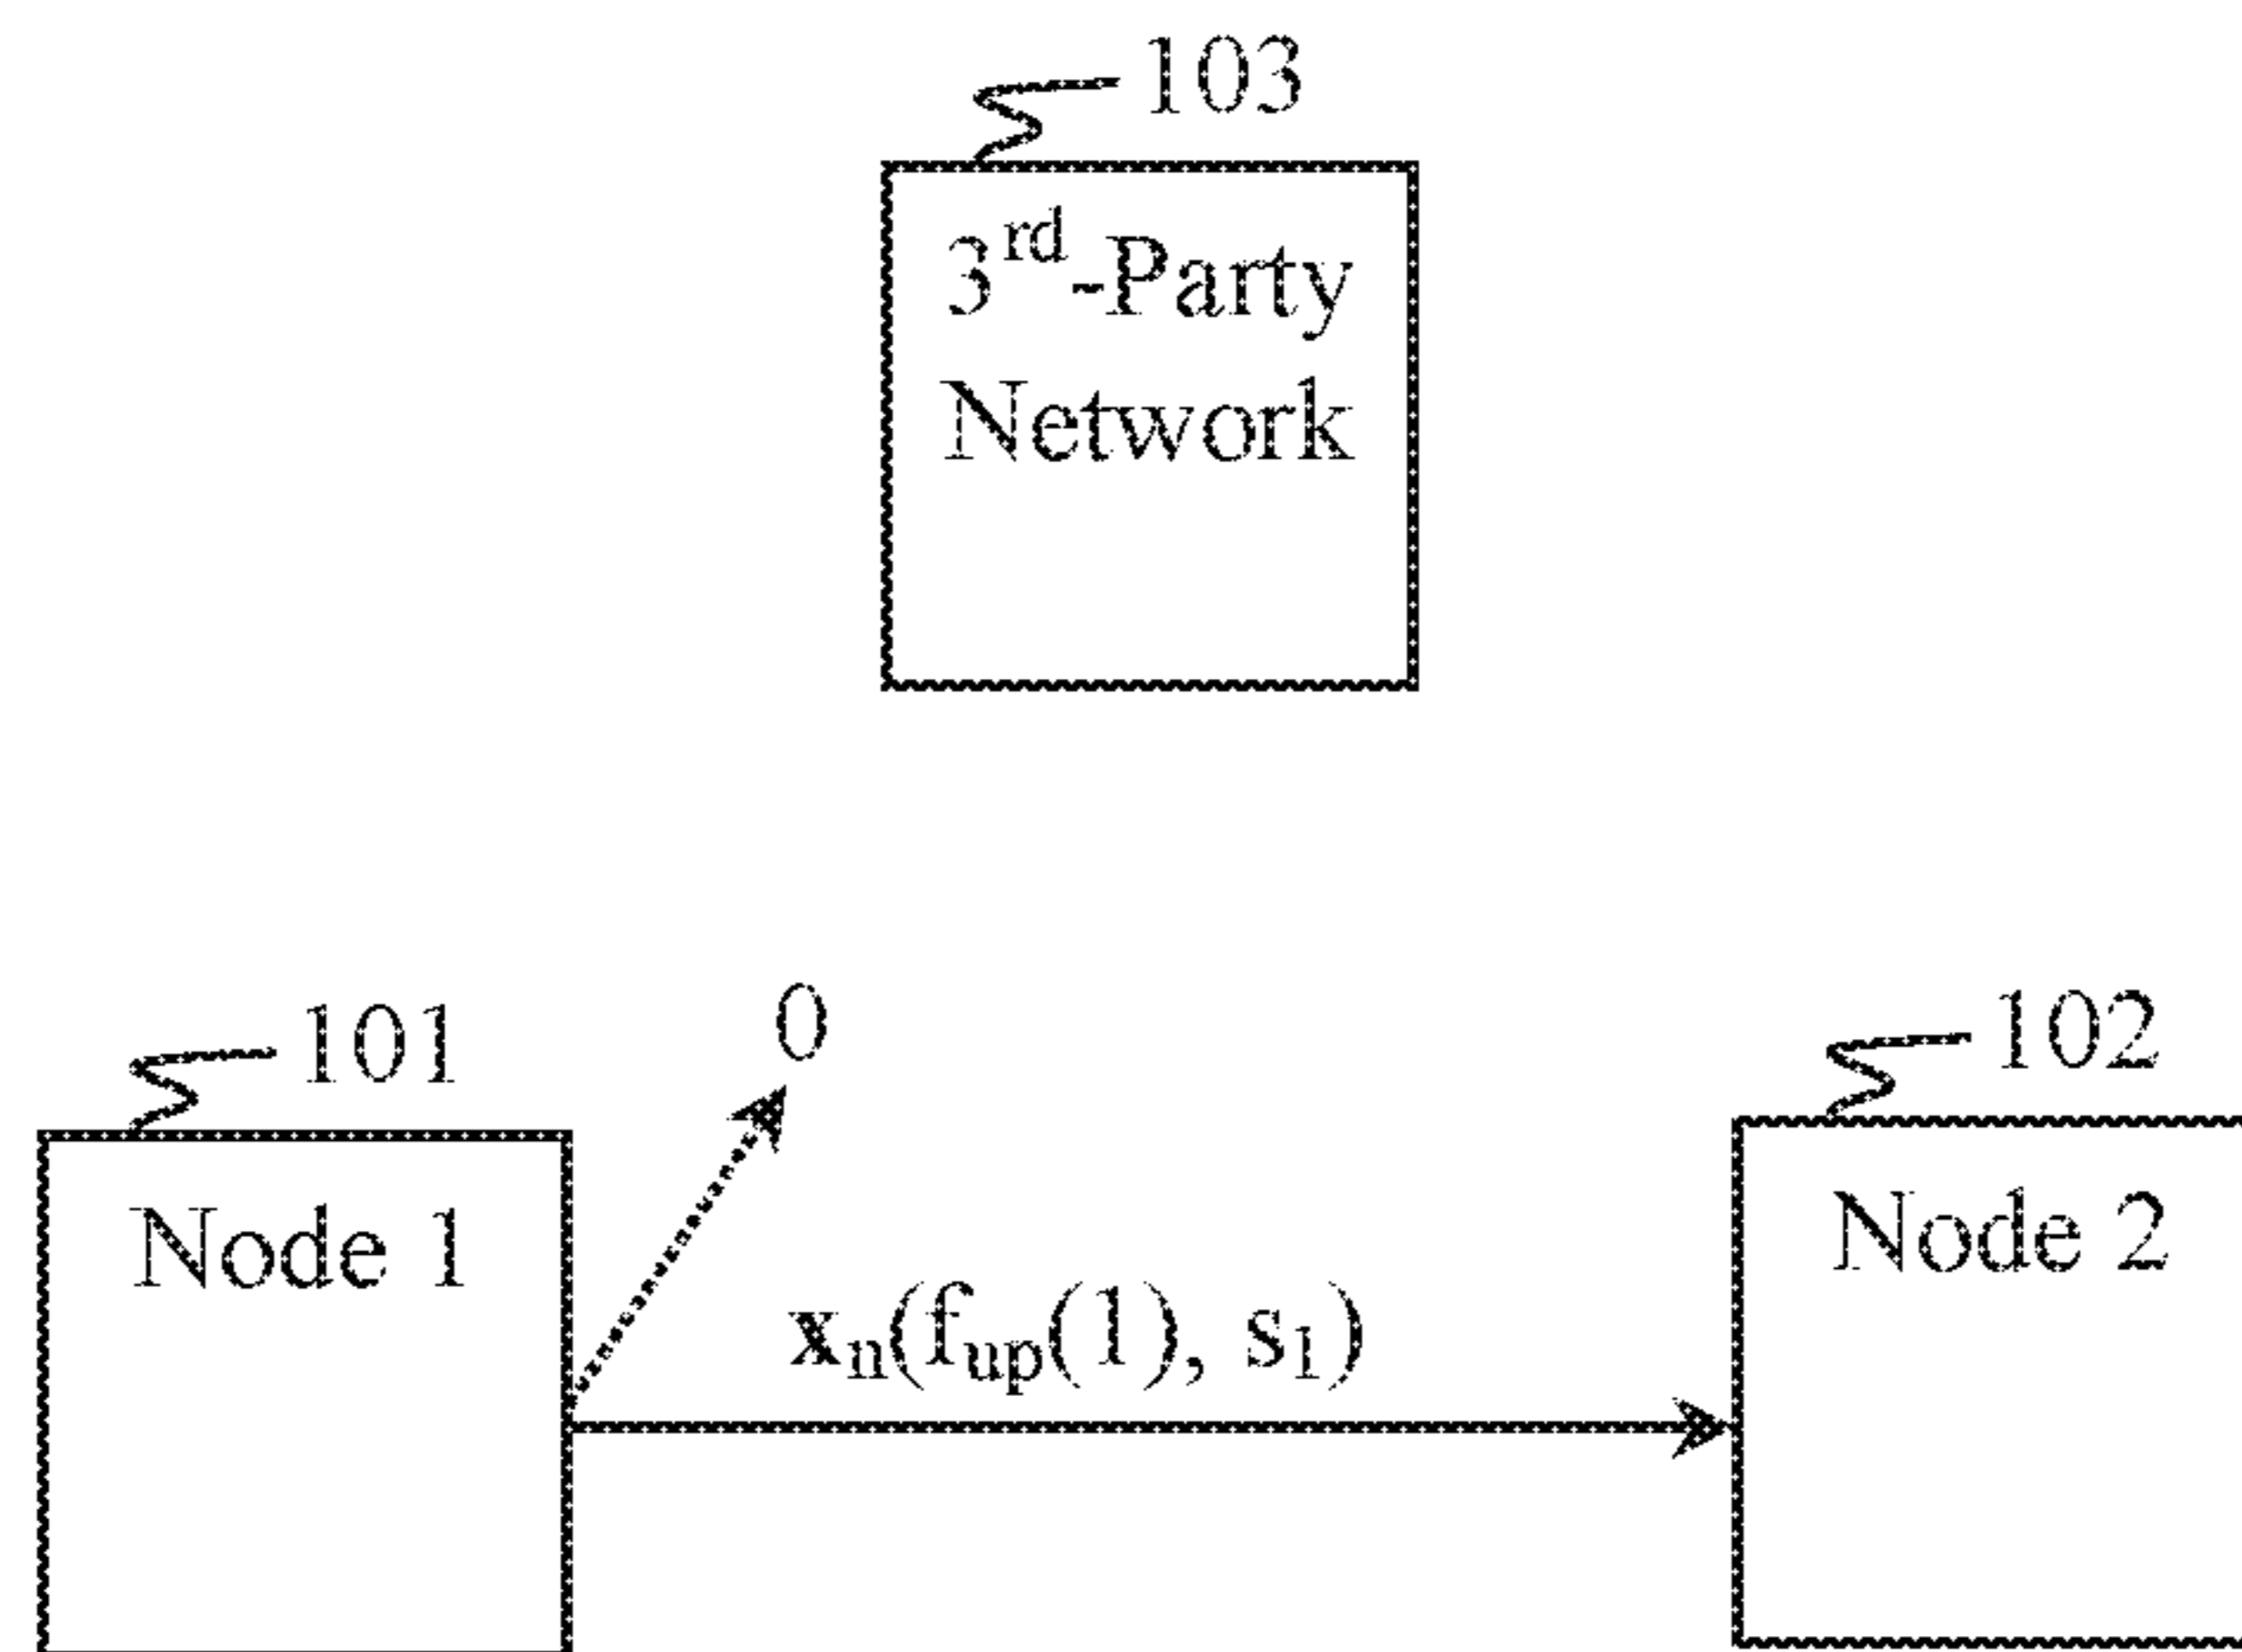 103
3rd-Party
Network
0
101
102
Node 1
Node 2
xn(fup(1), s1)